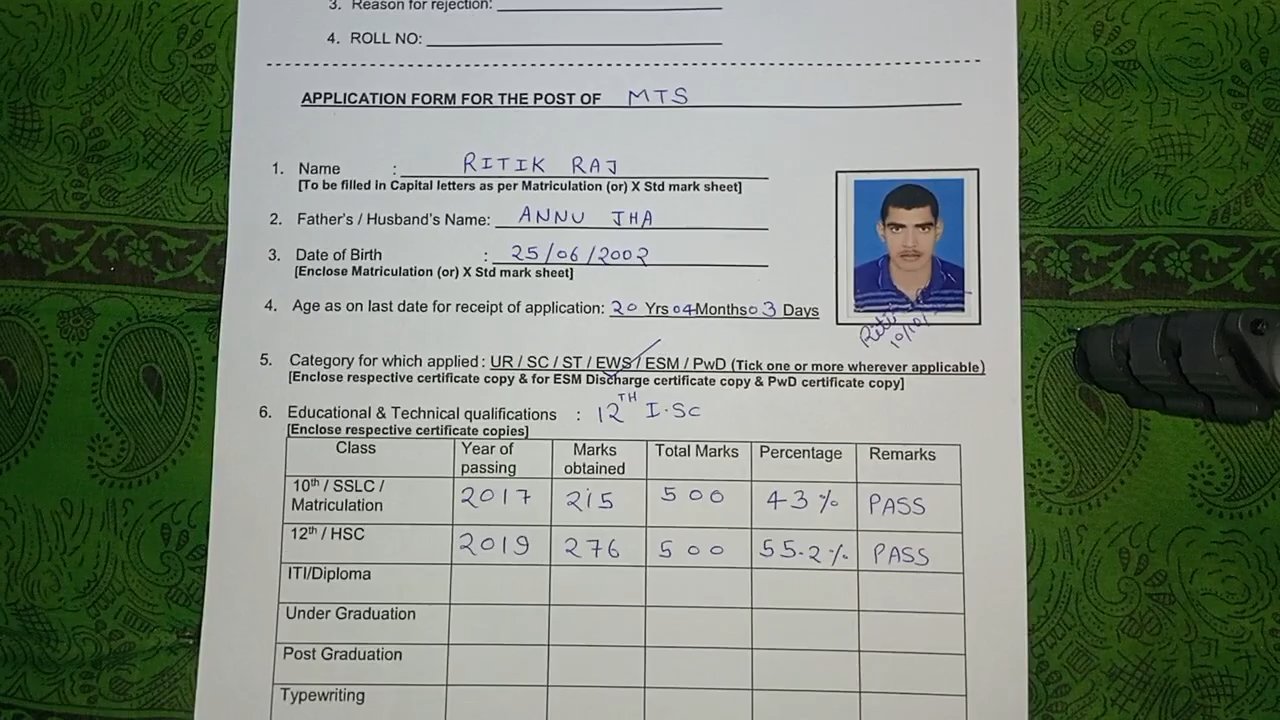 3. Reason for rejection:
4. ROLL NO:
APPLICATION FORM FOR THE POST OF MTS
1. Name : RITIK RAJ
[To be filled in Capital letters as per Matriculation (or) X Std mark sheet]
2. Father's / Husband's Name: ANNU JHA
3. Date of Birth : 25/06/2002
[Enclose Matriculation (or) X Std mark sheet]
4. Age as on last date for receipt of application: 20 Yrs 04 Months 03 Days
5. Category for which applied : UR / SC / ST / EWS / ESM / PwD (Tick one or more wherever applicable)
[Enclose respective certificate copy & for ESM Discharge certificate copy & PwD certificate copy]
6. Educational & Technical qualifications : 12TH I.SC
[Enclose respective certificate copies]
Class Year of passing Marks obtained Total Marks Percentage Remarks
10th / SSLC / Matriculation 2017 215 500 43% PASS
12th / HSC 2019 276 500 55.2% PASS
ITI/Diploma
Under Graduation
Post Graduation
Typewriting